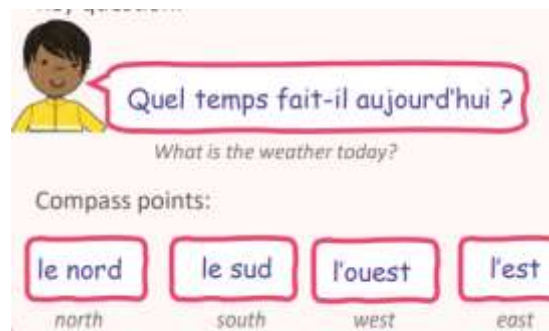 Quel temps fait-il aujourd'hui ?
What is the weather today?
Compass points:
le nord
le sud
l'ouest
l'est
north
south
west
east